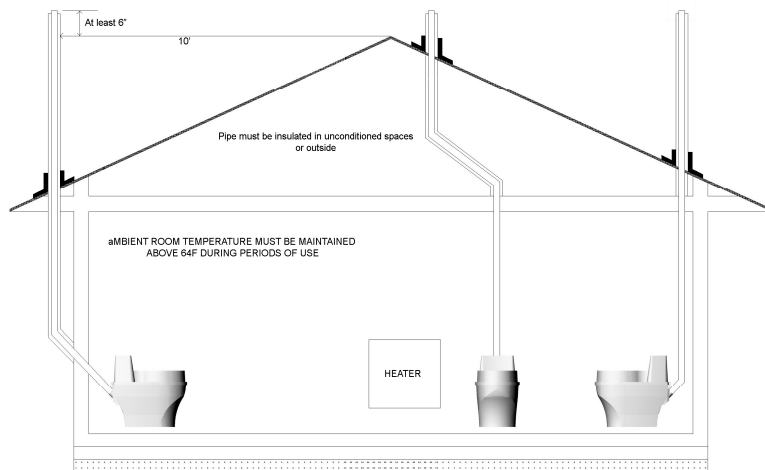 At least 6"
10'
Pipe must be insulated in unconditioned spaces
or outside
aMBIENT ROOM TEMPERATURE MUST BE MAINTAINED
ABOVE 64F DURING PERIODS OF USE
HEATER